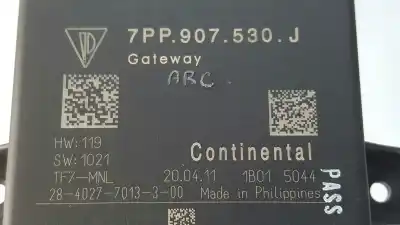 7PP.907.530.J
Gateway
ABC
HW:119
SW:1021
Continental
TF7-MNL 20.04.11 1B01 5044
28-4027-7013-3-00 Made in Philippines
PASS